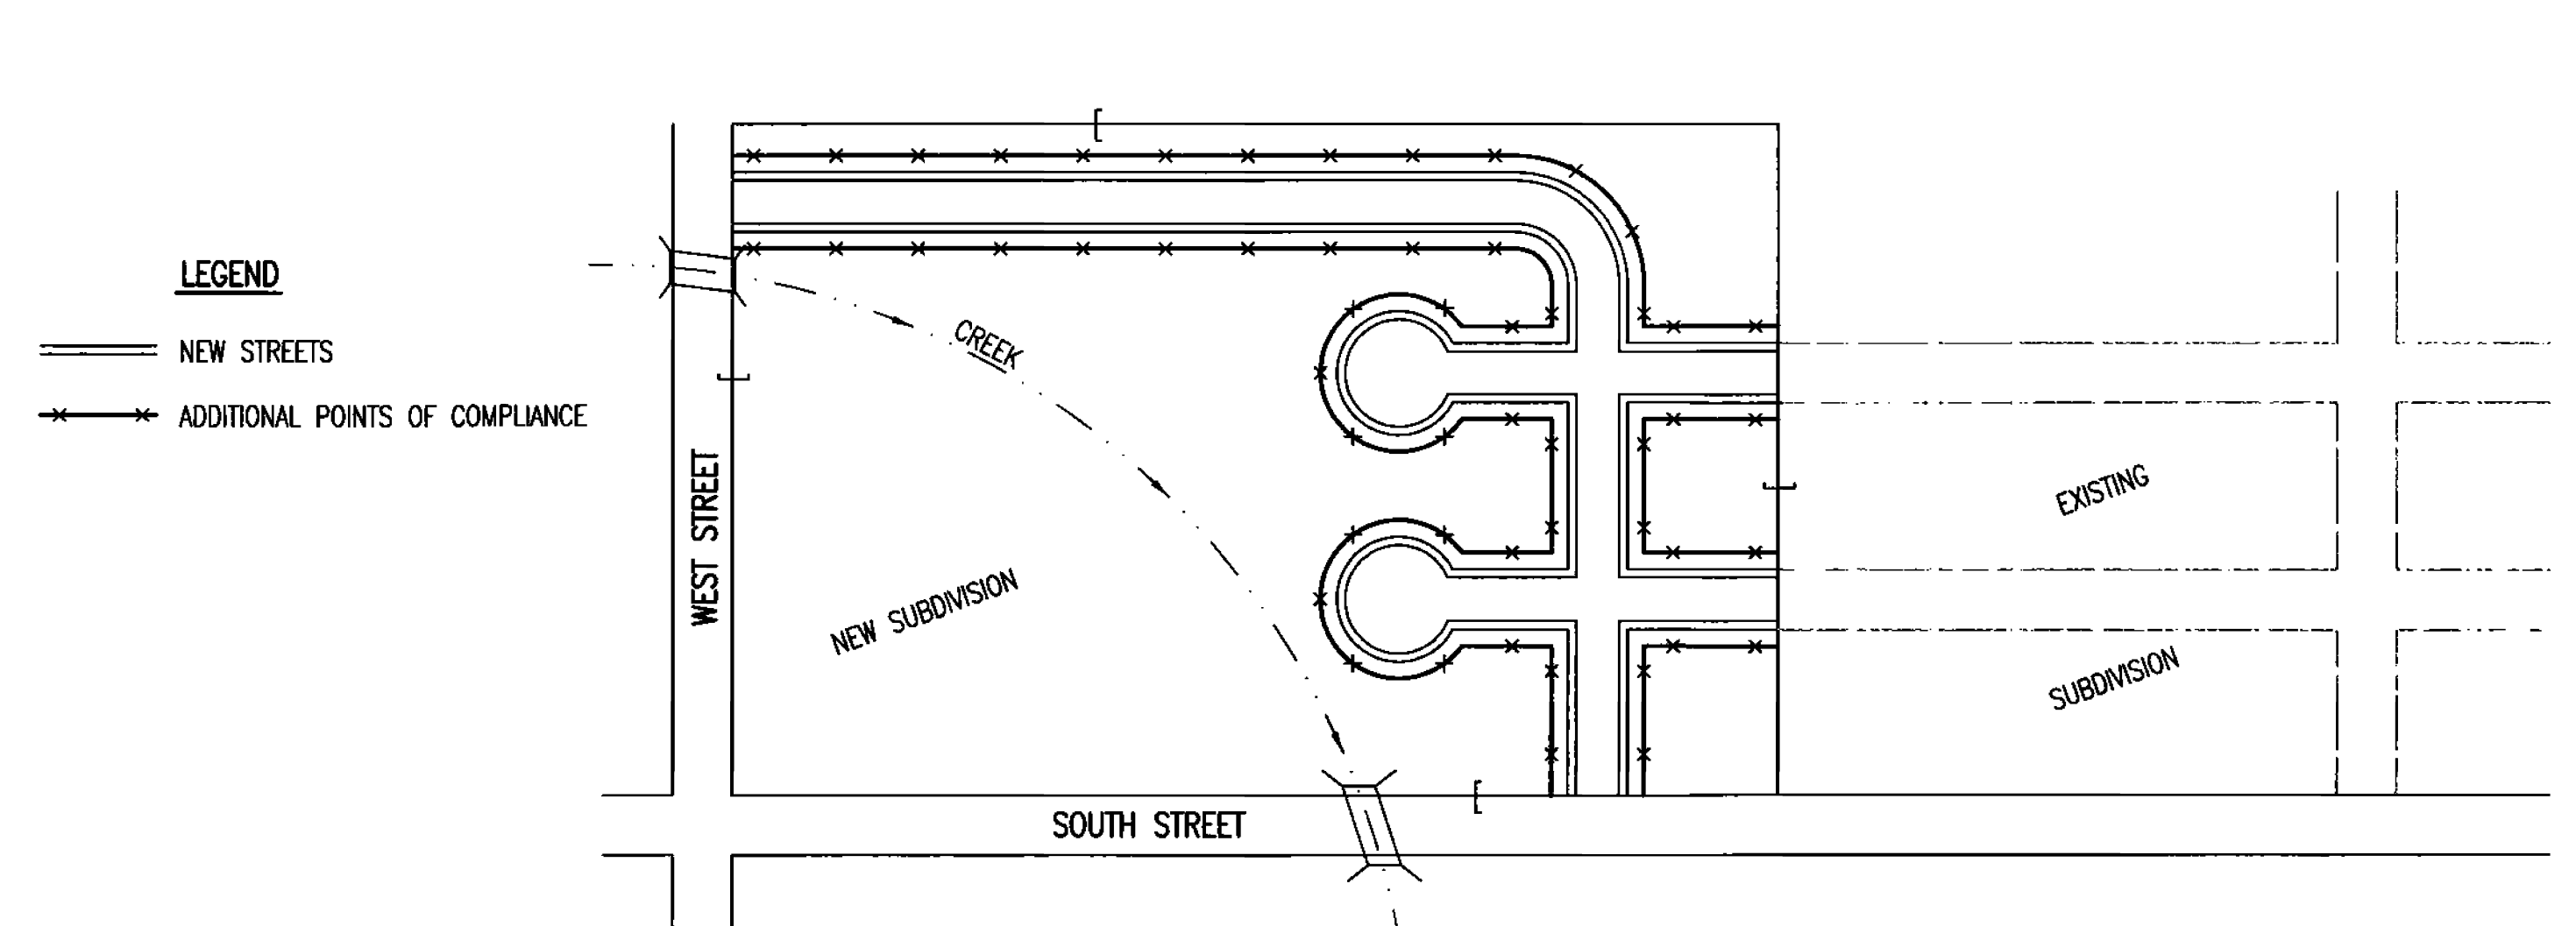 LEGEND
NEW STREETS
ADDITIONAL POINTS OF COMPLIANCE
WEST STREET
CREEK
NEW SUBDIVISION
SOUTH STREET
EXISTING
SUBDIVISION